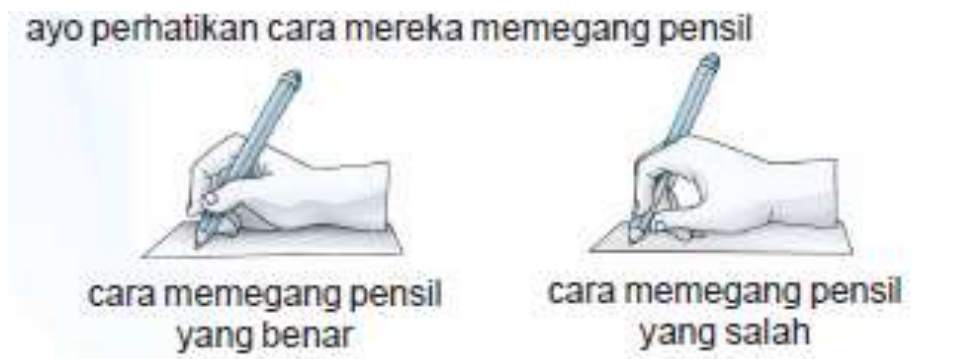 ayo perhatikan cara mereka memegang pensil
cara memegang pensil
yang benar
cara memegang pensil
yang salah